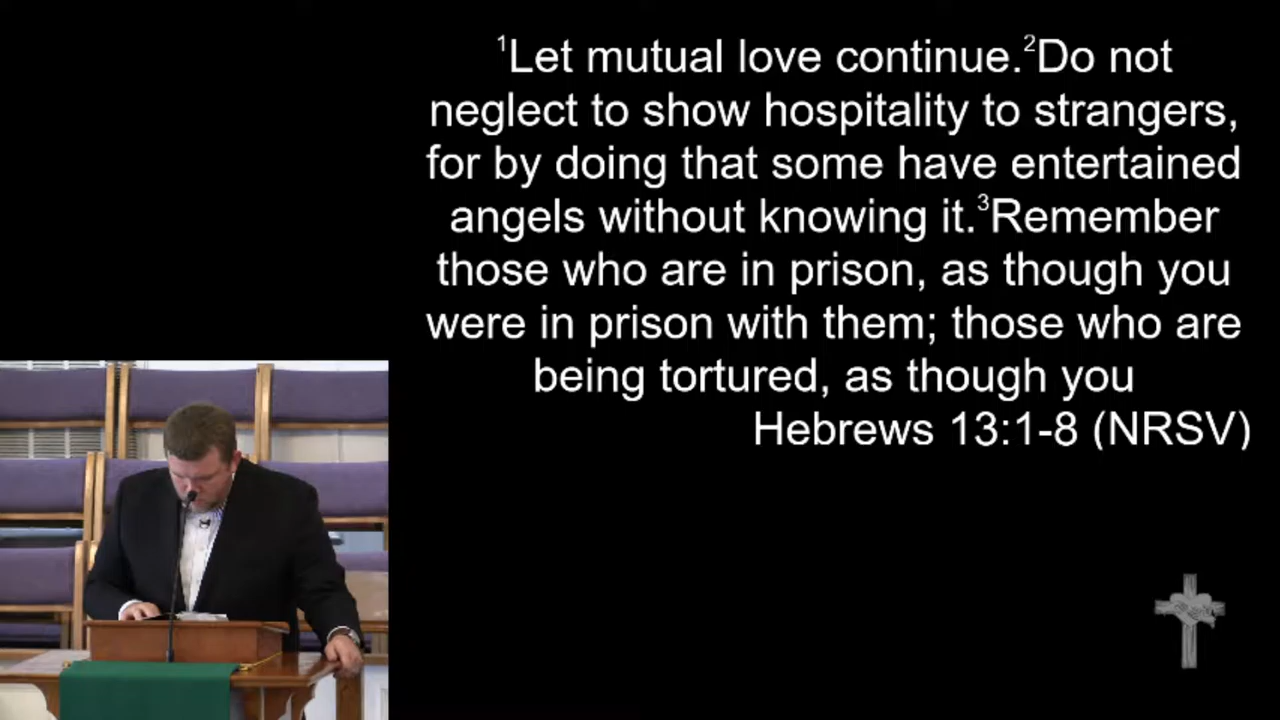 ¹Let mutual love continue.²Do not
neglect to show hospitality to strangers,
for by doing that some have entertained
angels without knowing it.³Remember
those who are in prison, as though you
were in prison with them; those who are
being tortured, as though you
Hebrews 13:1-8 (NRSV)